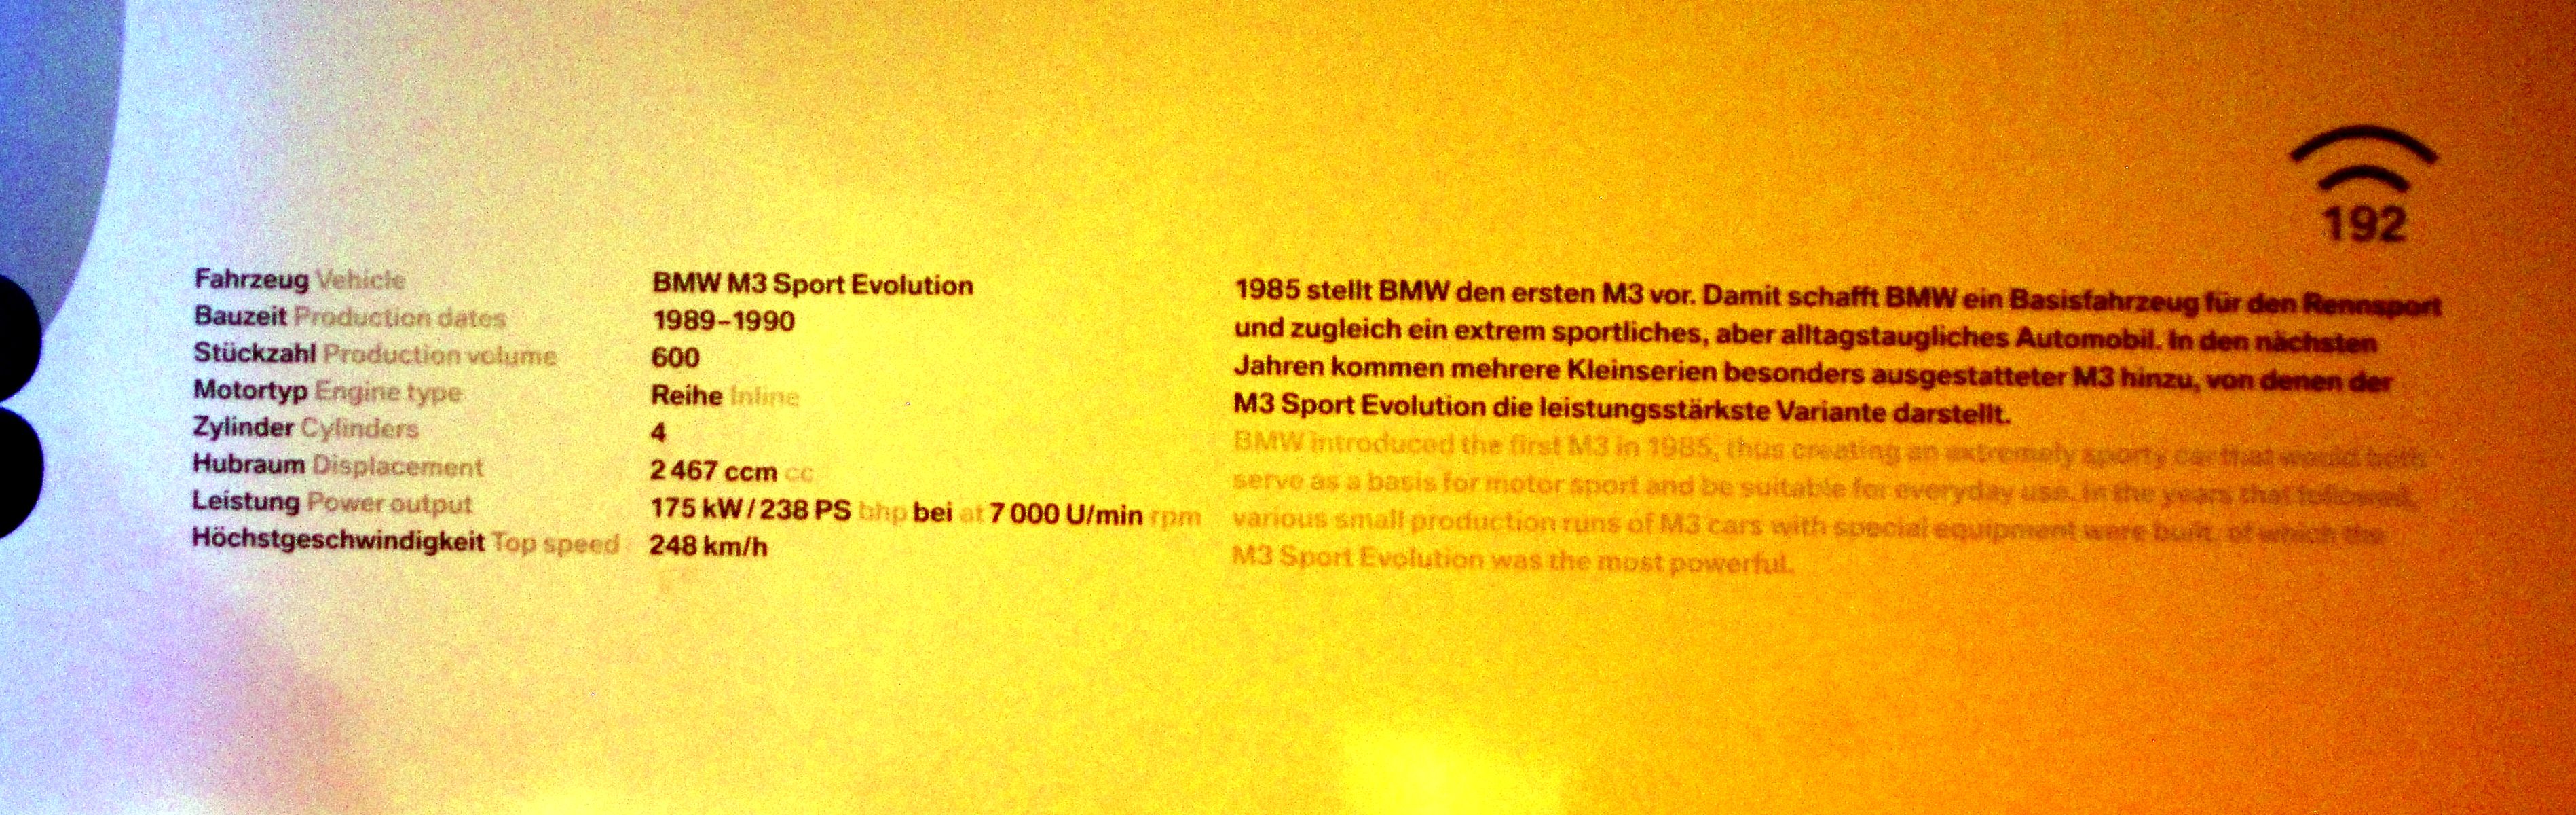 192
Fahrzeug Vehicle BMW M3 Sport Evolution
Bauzeit Production dates 1989–1990
Stückzahl Production volume 600
Motortyp Engine type Reihe Inline
Zylinder Cylinders 4
Hubraum Displacement 2 467 ccm cc
Leistung Power output 175 kW / 238 PS bhp bei at 7 000 U/min rpm
Höchstgeschwindigkeit Top speed 248 km/h
1985 stellt BMW den ersten M3 vor. Damit schafft BMW ein Basisfahrzeug für den Rennsport
und zugleich ein extrem sportliches, aber alltagstaugliches Automobil. In den nächsten
Jahren kommen mehrere Kleinserien besonders ausgestatteter M3 hinzu, von denen der
M3 Sport Evolution die leistungsstärkste Variante darstellt.
BMW introduced the first M3 in 1985, thus creating an extremely sporty car that would both
serve as a basis for motor sport and be suitable for everyday use. In the years that followed,
various small production runs of M3 cars with special equipment were built, of which the
M3 Sport Evolution was the most powerful.